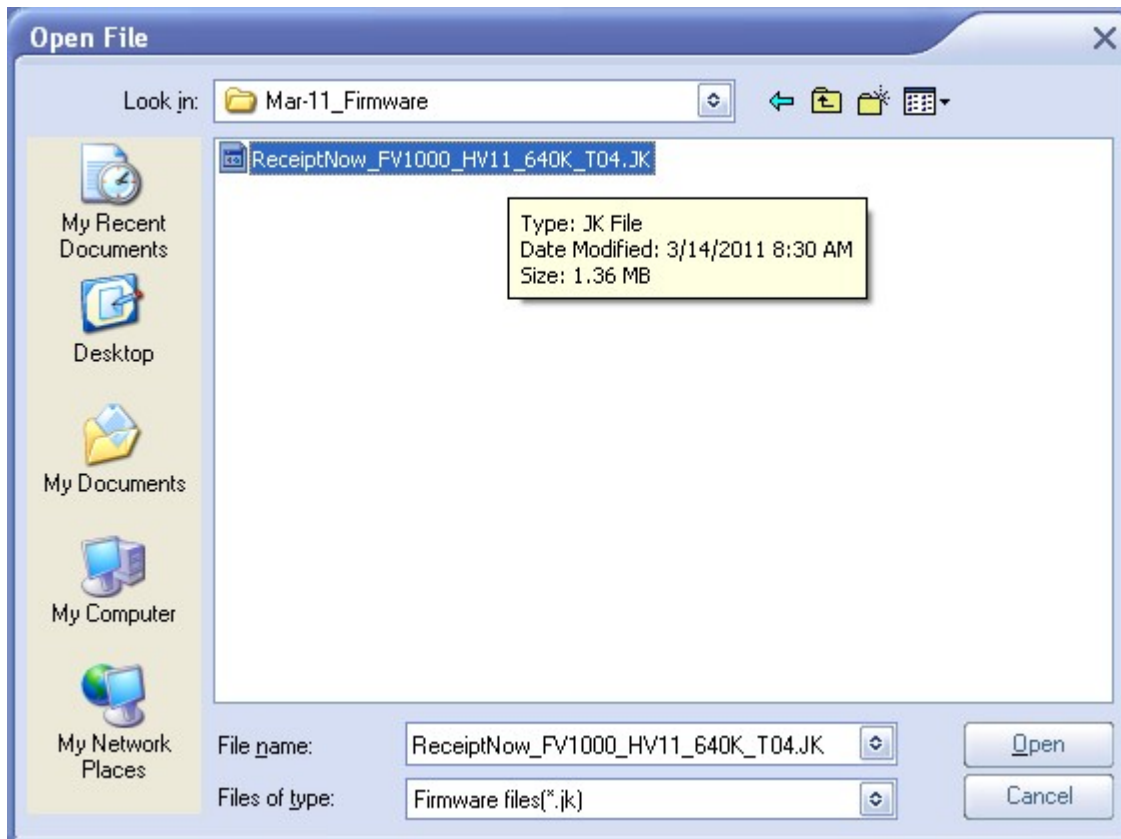 Open File
Look in:
Mar-11_Firmware
ReceiptNow_FV1000_HV11_640K_T04.JK
Type: JK File
Date Modified: 3/14/2011 8:30 AM
Size: 1.36 MB
My Recent
Documents
Desktop
My Documents
My Computer
My Network
Places
File name:
ReceiptNow_FV1000_HV11_640K_T04.JK
Open
Files of type:
Firmware files(*.jk)
Cancel